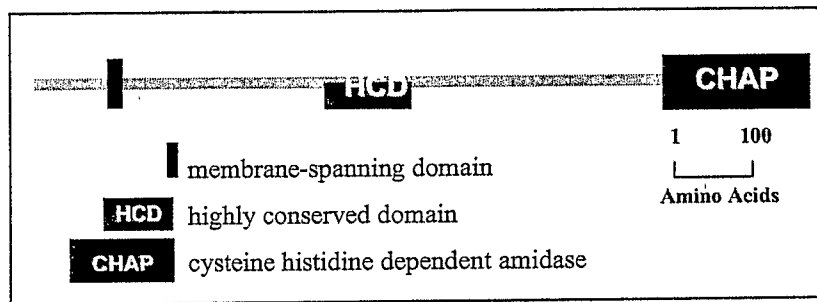 HCD CHAP
1 100
Amino Acids
membrane-spanning domain
HCD highly conserved domain
CHAP cysteine histidine dependent amidase